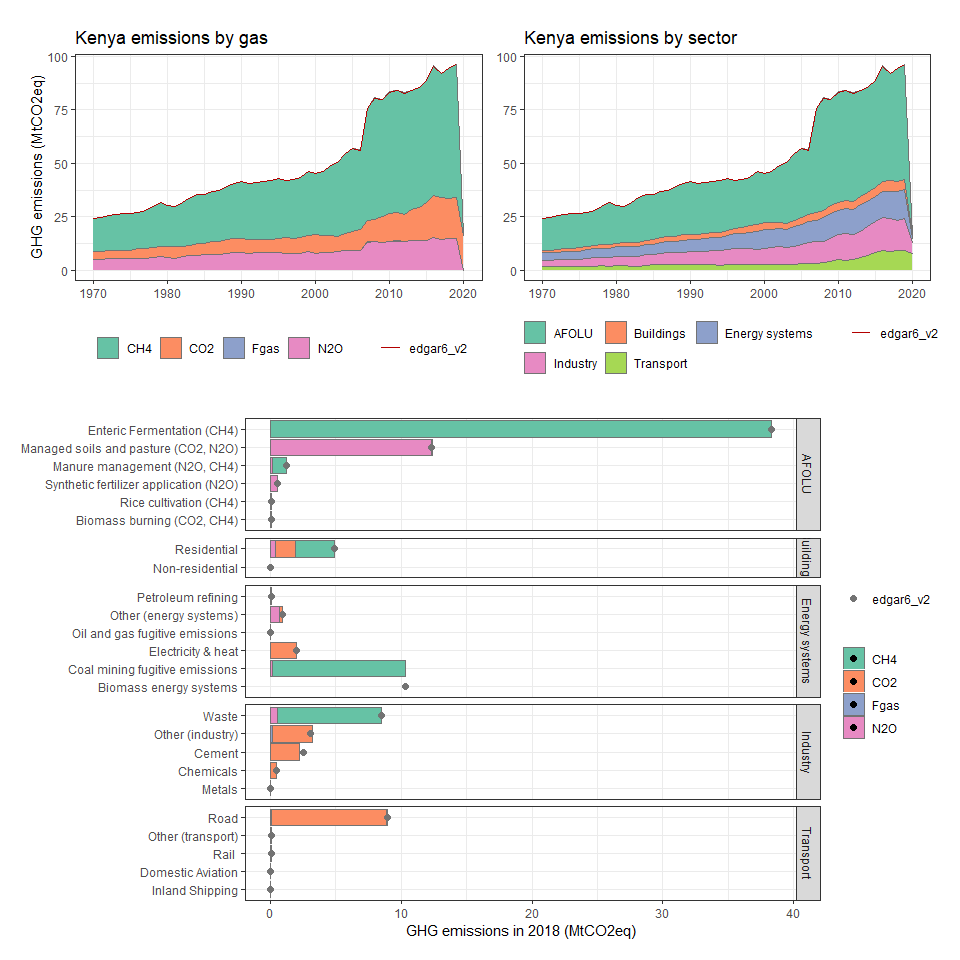 Kenya emissions by gas
GHG emissions (MtCO2eq)
100
75
50
25
0
1970
1980
1990
2000
2010
2020
CH4
CO2
Fgas
N2O
edgar6_v2
Kenya emissions by sector
100
75
50
25
0
1970
1980
1990
2000
2010
2020
AFOLU
Buildings
Energy systems
edgar6_v2
Industry
Transport
Enteric Fermentation (CH4)
Managed soils and pasture (CO2, N2O)
Manure management (N2O, CH4)
Synthetic fertilizer application (N2O)
Rice cultivation (CH4)
Biomass burning (CO2, CH4)
AFOLU
Residential
Non-residential
uilding
Petroleum refining
Other (energy systems)
Oil and gas fugitive emissions
Electricity & heat
Coal mining fugitive emissions
Biomass energy systems
Energy systems
Waste
Other (industry)
Cement
Chemicals
Metals
Industry
Road
Other (transport)
Rail
Domestic Aviation
Inland Shipping
Transport
0
10
20
30
40
GHG emissions in 2018 (MtCO2eq)
edgar6_v2
CH4
CO2
Fgas
N2O